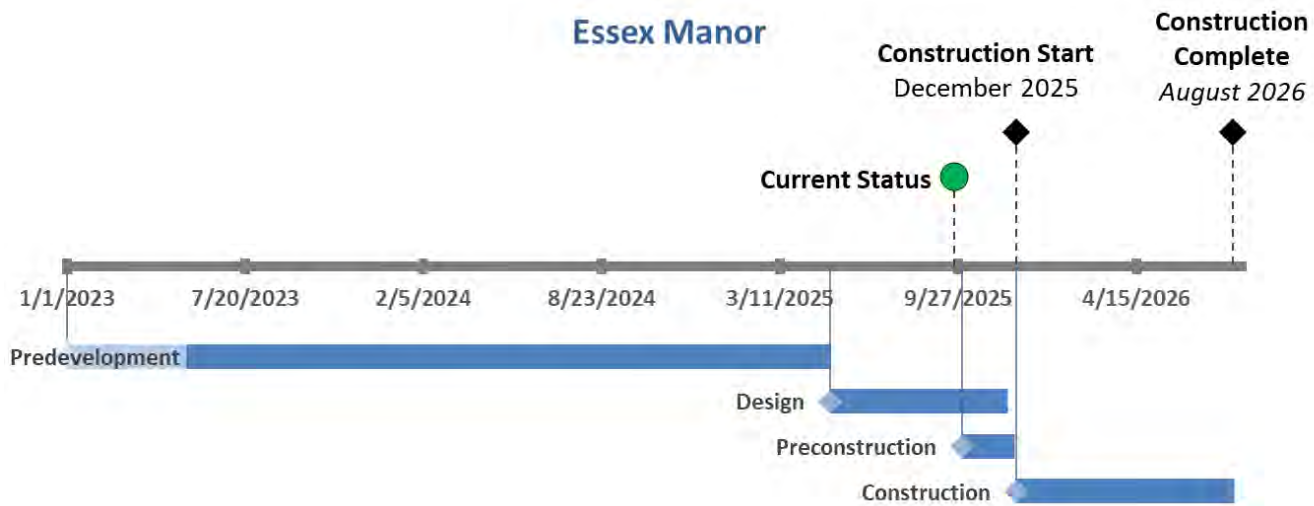 Essex Manor
Construction Start
December 2025
Construction
Complete
August 2026
Current Status
1/1/2023
7/20/2023
2/5/2024
8/23/2024
3/11/2025
9/27/2025
4/15/2026
Predevelopment
Design
Preconstruction
Construction